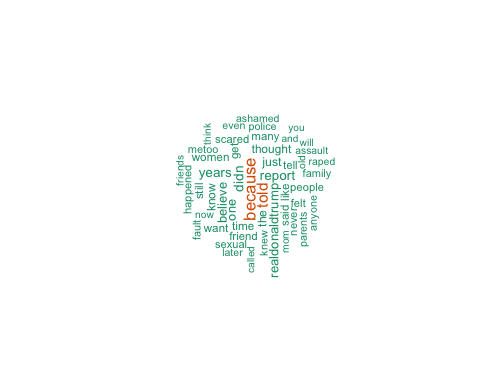 ashamed
even police
you
think
scared
many
and
will
metoo
women
get
thought
assault
friends
years
didn
just
tell
old
raped
report
family
happened
still
know
believe
one
because
told
realdonaldtrump
like
people
now
the
said
never
felt
anyone
fault
want
time
friend
knew
mom
parents
sexual
later
called